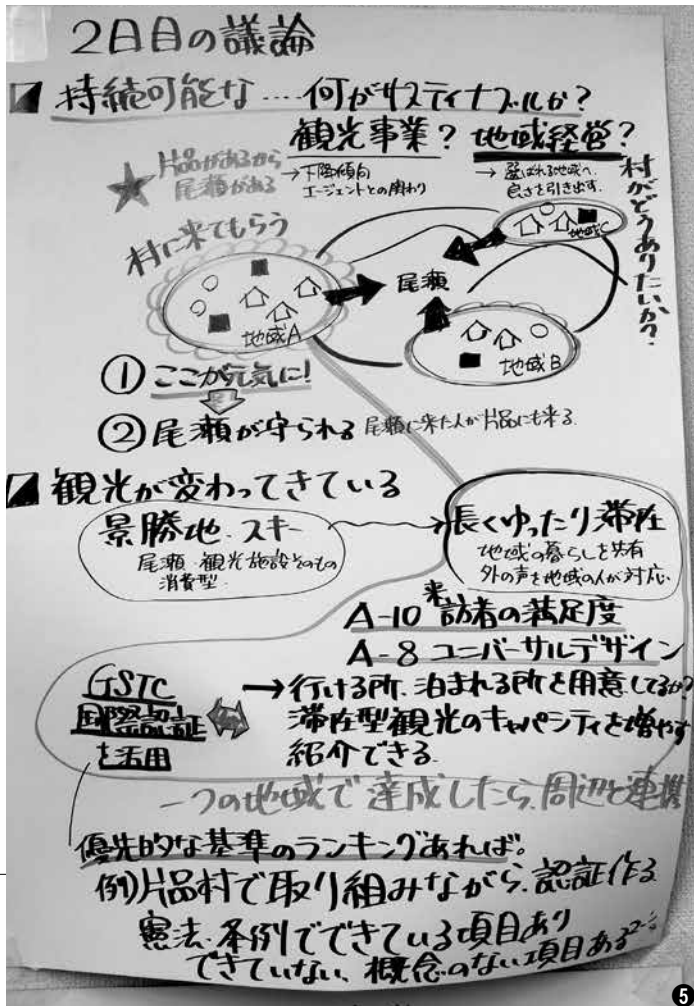 2日目の議論
持続可能な....何がサスティナブルか?
観光事業? 地域経営?
→下降傾向
エージェントとの関わり
→選ばれる地域へ
良さを引き出す.
★片品があるから
尾瀬がある
村がどうありたいか?
村に来てもらう
地域C
尾瀬
地域A
地域B
①ここが元気に!
②尾瀬が守られる 尾瀬に来た人が片品にも来る.
観光が変わってきている
景勝地・スキー
尾瀬・観光施設そのもの
消費型
→長くゆったり滞在
地域の暮らしを共有
外の声を地域の人が対応.
A-10 来訪者の満足度
A-8 ユニバーサルデザイン
GSTC
国際認証
を活用
→行ける所、泊まれる所を用意してるか?
滞在型観光のキャパシティを増やす
紹介できる.
一つの地域で達成したら、周辺と連携
優先的な基準のランキングあれば。
例)片品村で取り組みながら、認証作る
憲法・条例でできている項目あり
できていない、概念のない項目ある
5